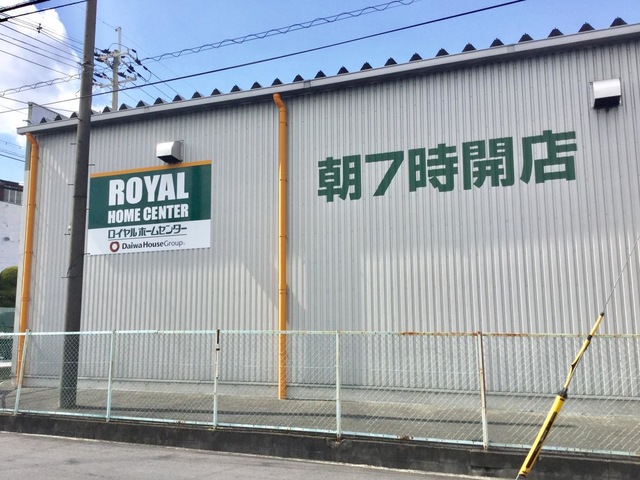 ROYAL
HOME CENTER
ロイヤルホームセンター
Daiwa House Group®
朝7時開店